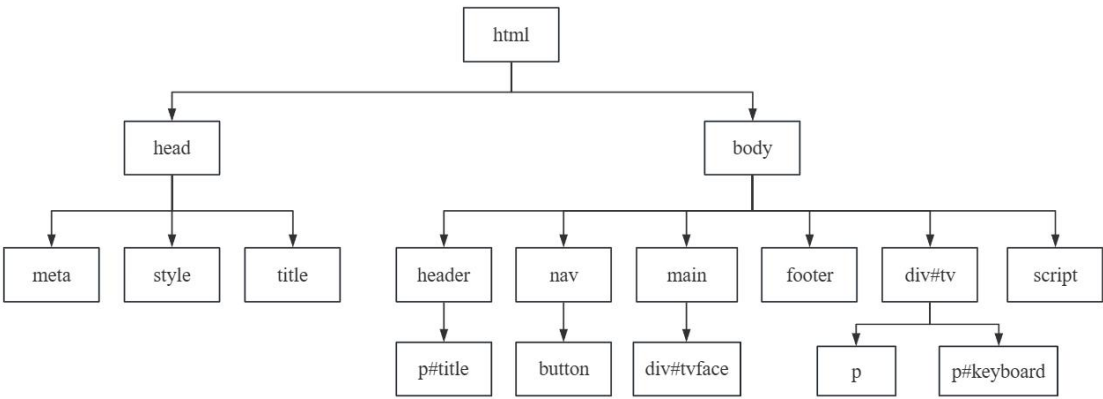 html
head
body
meta
style
title
header
nav
main
footer
div#tv
script
p#title
button
div#tvface
p
p#keyboard